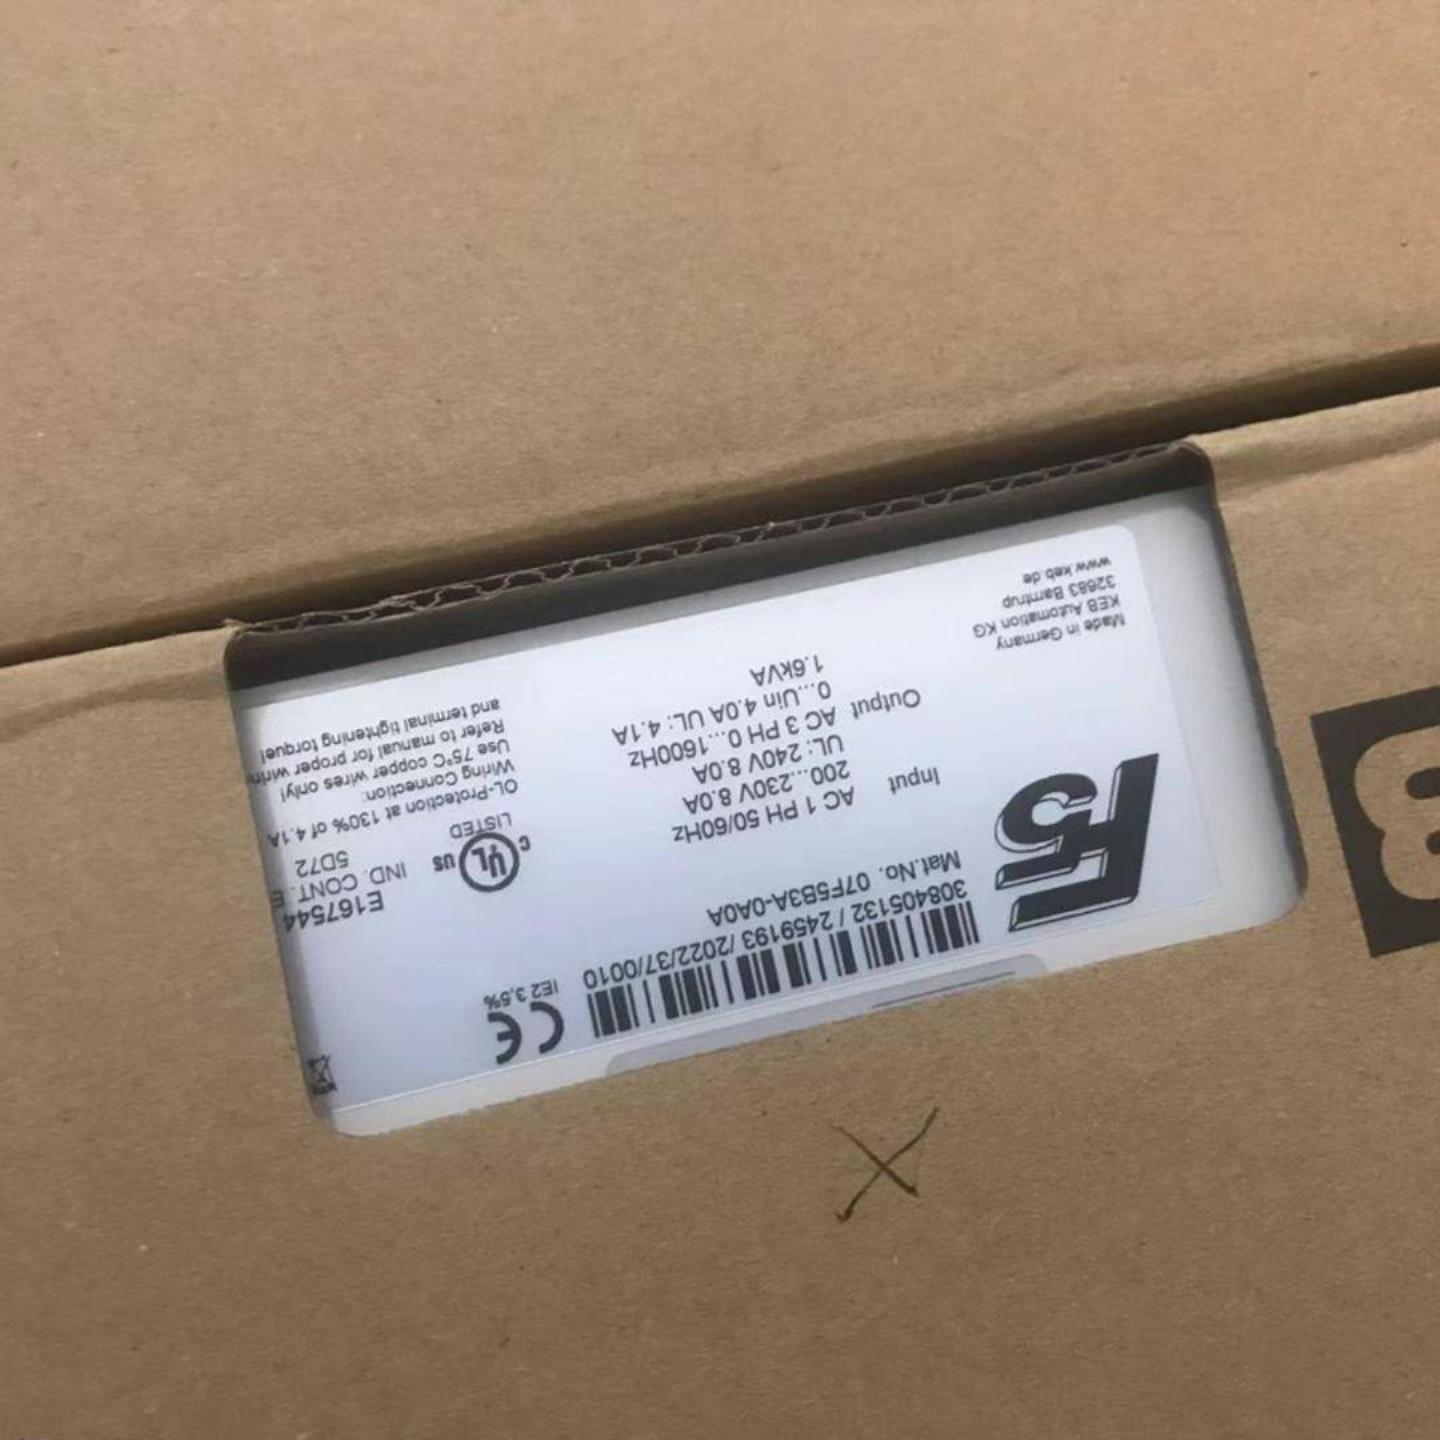 F5
308405132 / 2459193 /2022/37/0010
Mat.No. 07F5B3A-0A0A
Input AC 1 PH 50/60Hz
200...230V 8.0A
UL: 240V 8.0A
Output AC 3 PH 0...1600Hz
0...Uin 4.0A UL: 4.1A
1.6kVA
Made in Germany
KEB Automation KG
32683 Barntrup
www.keb.de
CE
IE2 3,5%
E167544
IND. CONT.
5D72
C UL US
LISTED
OL-Protection at 130% of 4.1A
Wiring Connection:
Use 75°C copper wires only!
Refer to manual for proper
and terminal tightening torque!